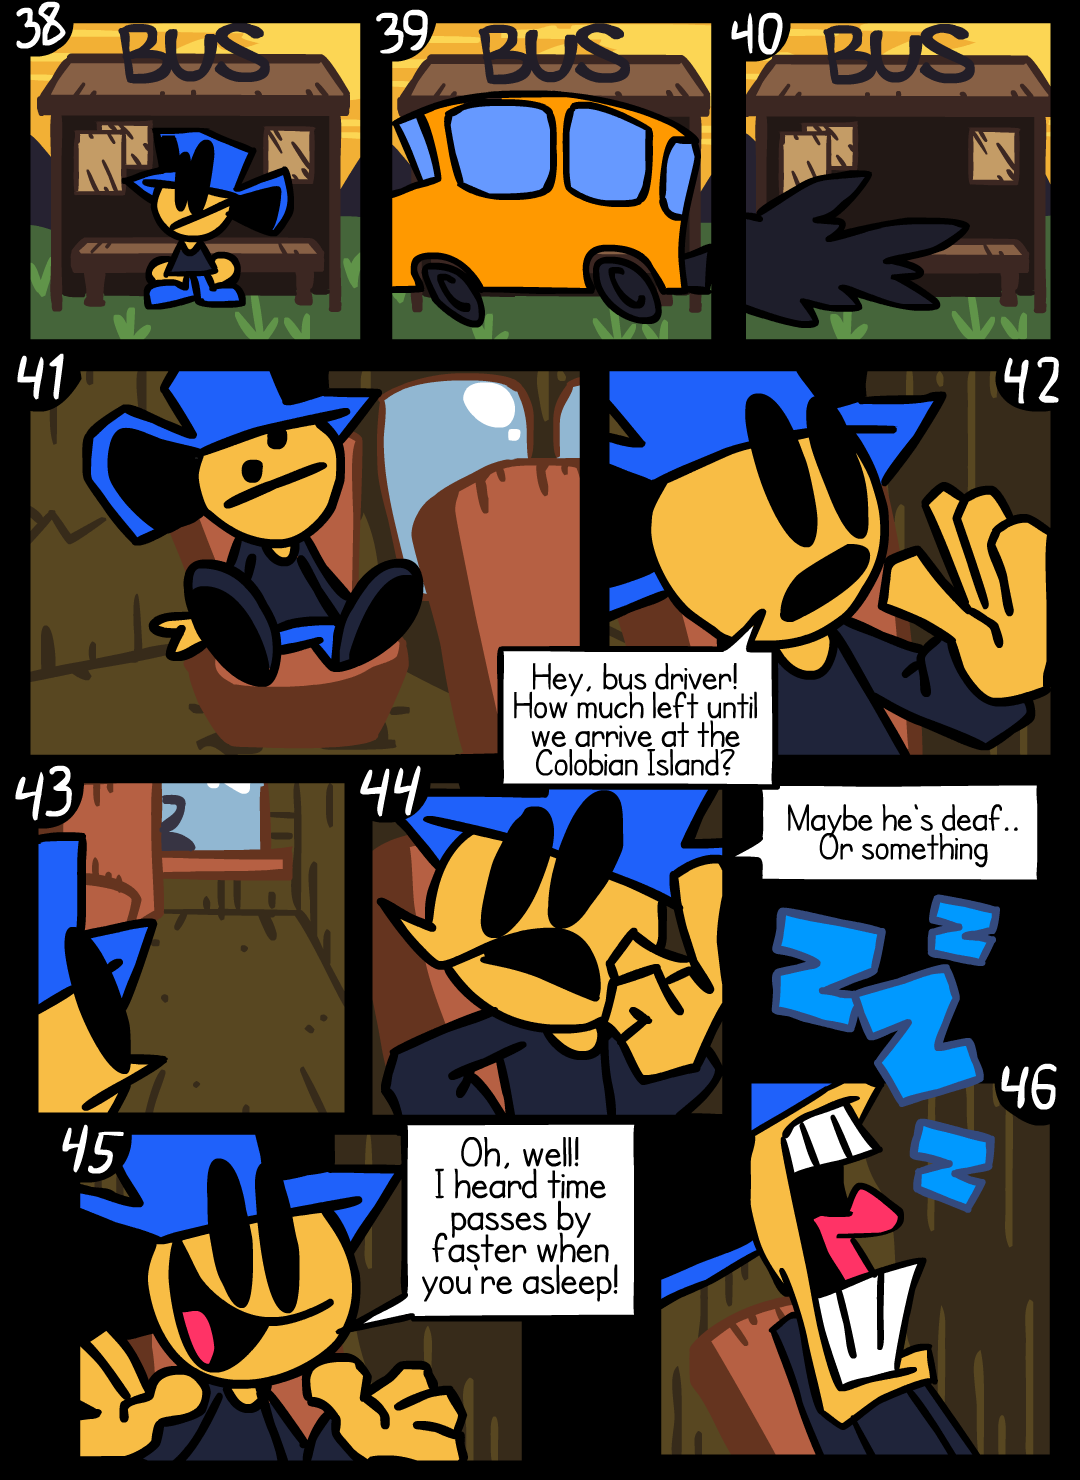 38
BUS
39
BUS
40
BUS
41
42
Hey, bus driver!
How much left until
we arrive at the
Colobian Island?
43
44
Maybe he's deaf..
Or something
45
Oh, well!
I heard time
passes by
faster when
you're asleep!
46
Z
Z
Z
Z